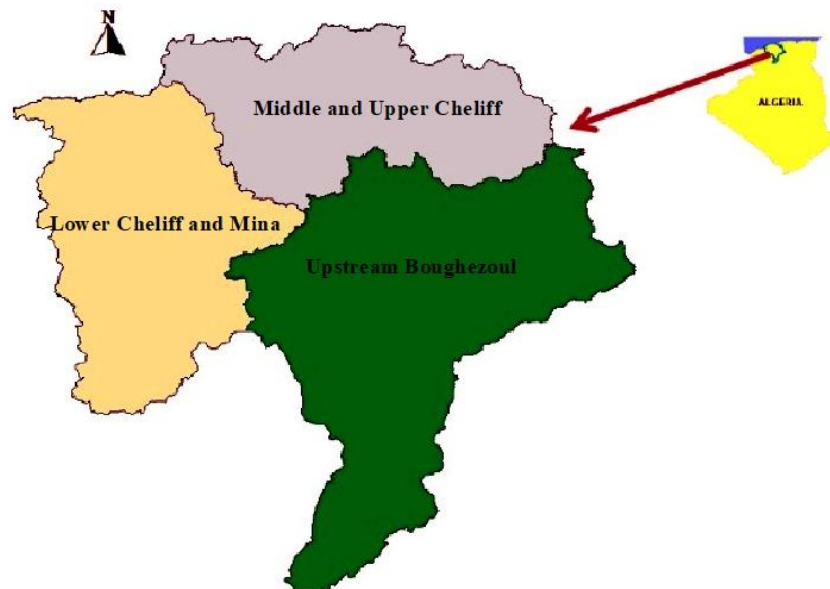 N
Middle and Upper Cheliff
ALGERIA
Lower Cheliff and Mina
Upstream Boughezoul